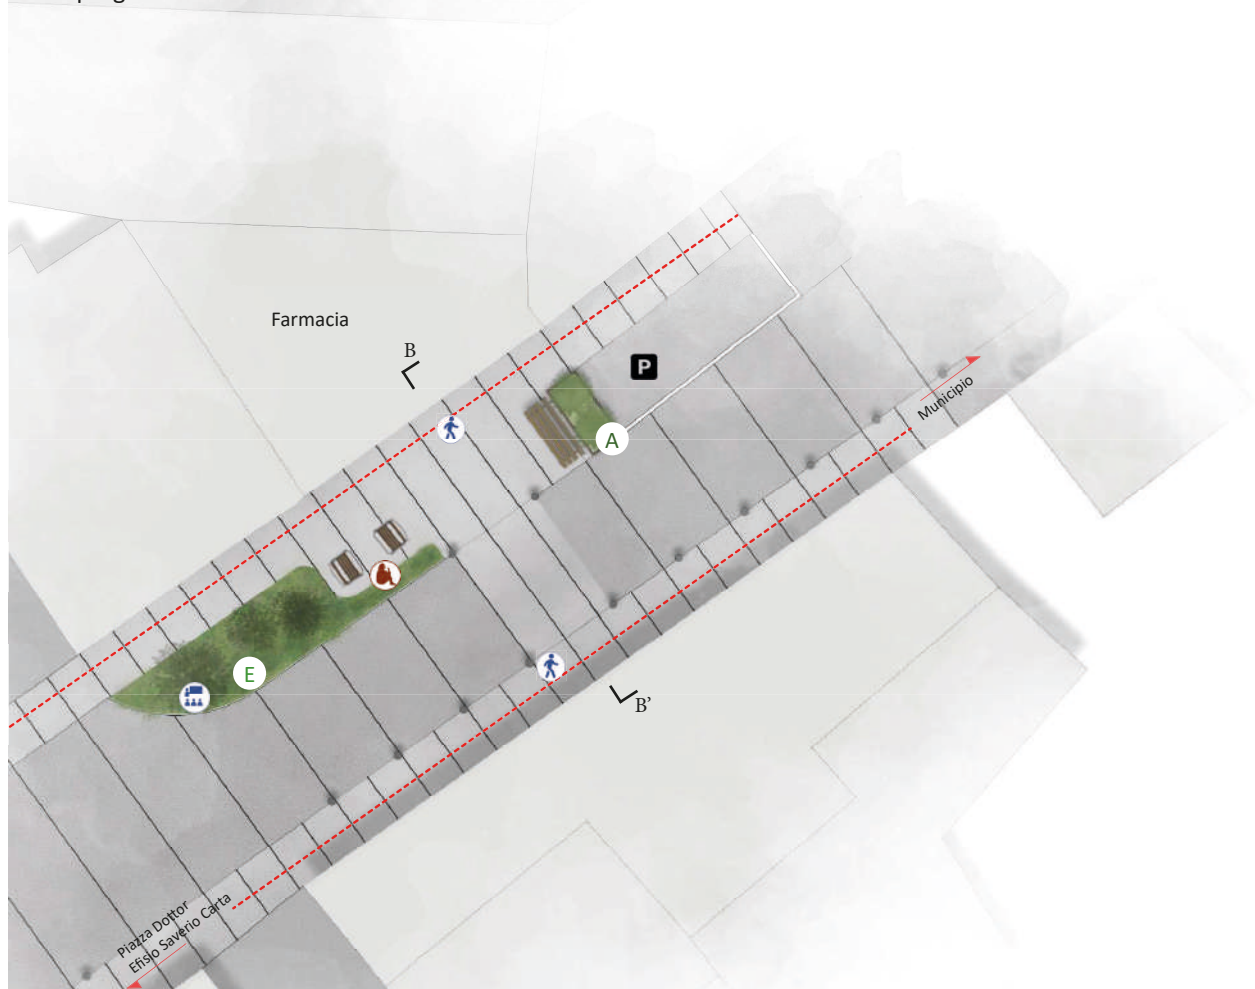 Farmacia
B
P
A
Municipio
E
B’
Piazza Dottor
Efisio Saverio Carta